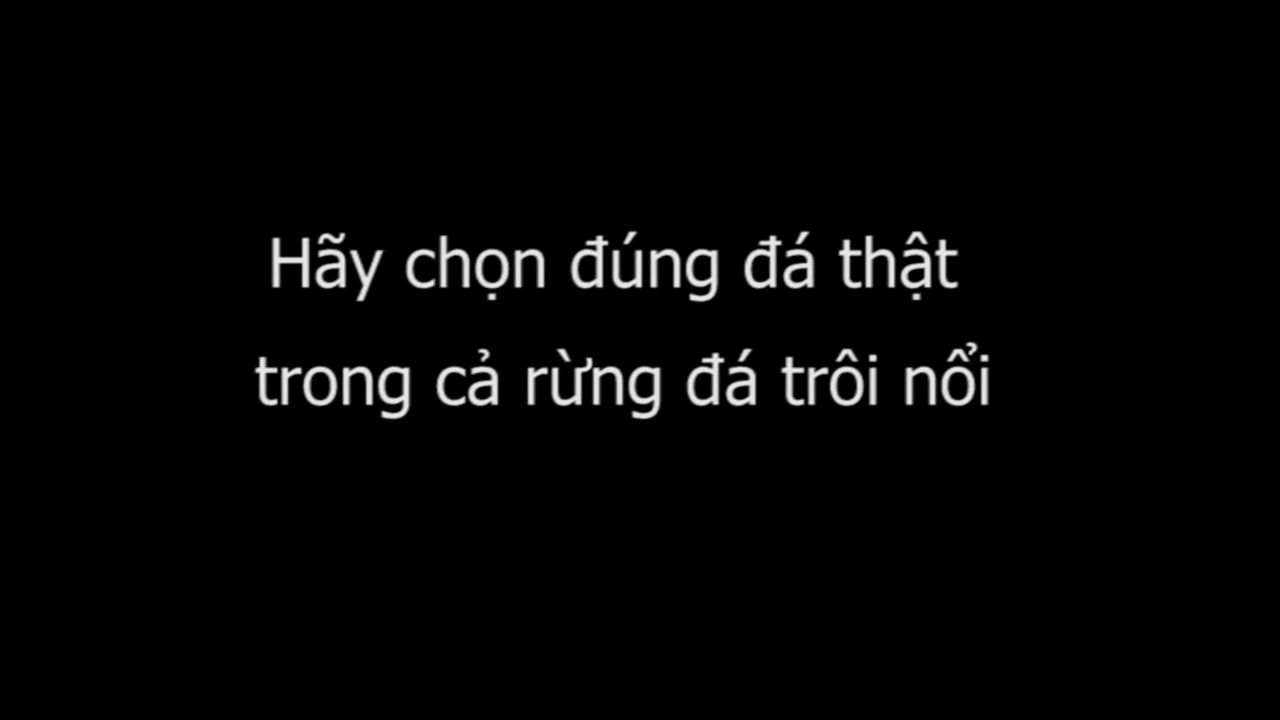 Hãy chọn đúng đá thật
trong cả rừng đá trôi nổi